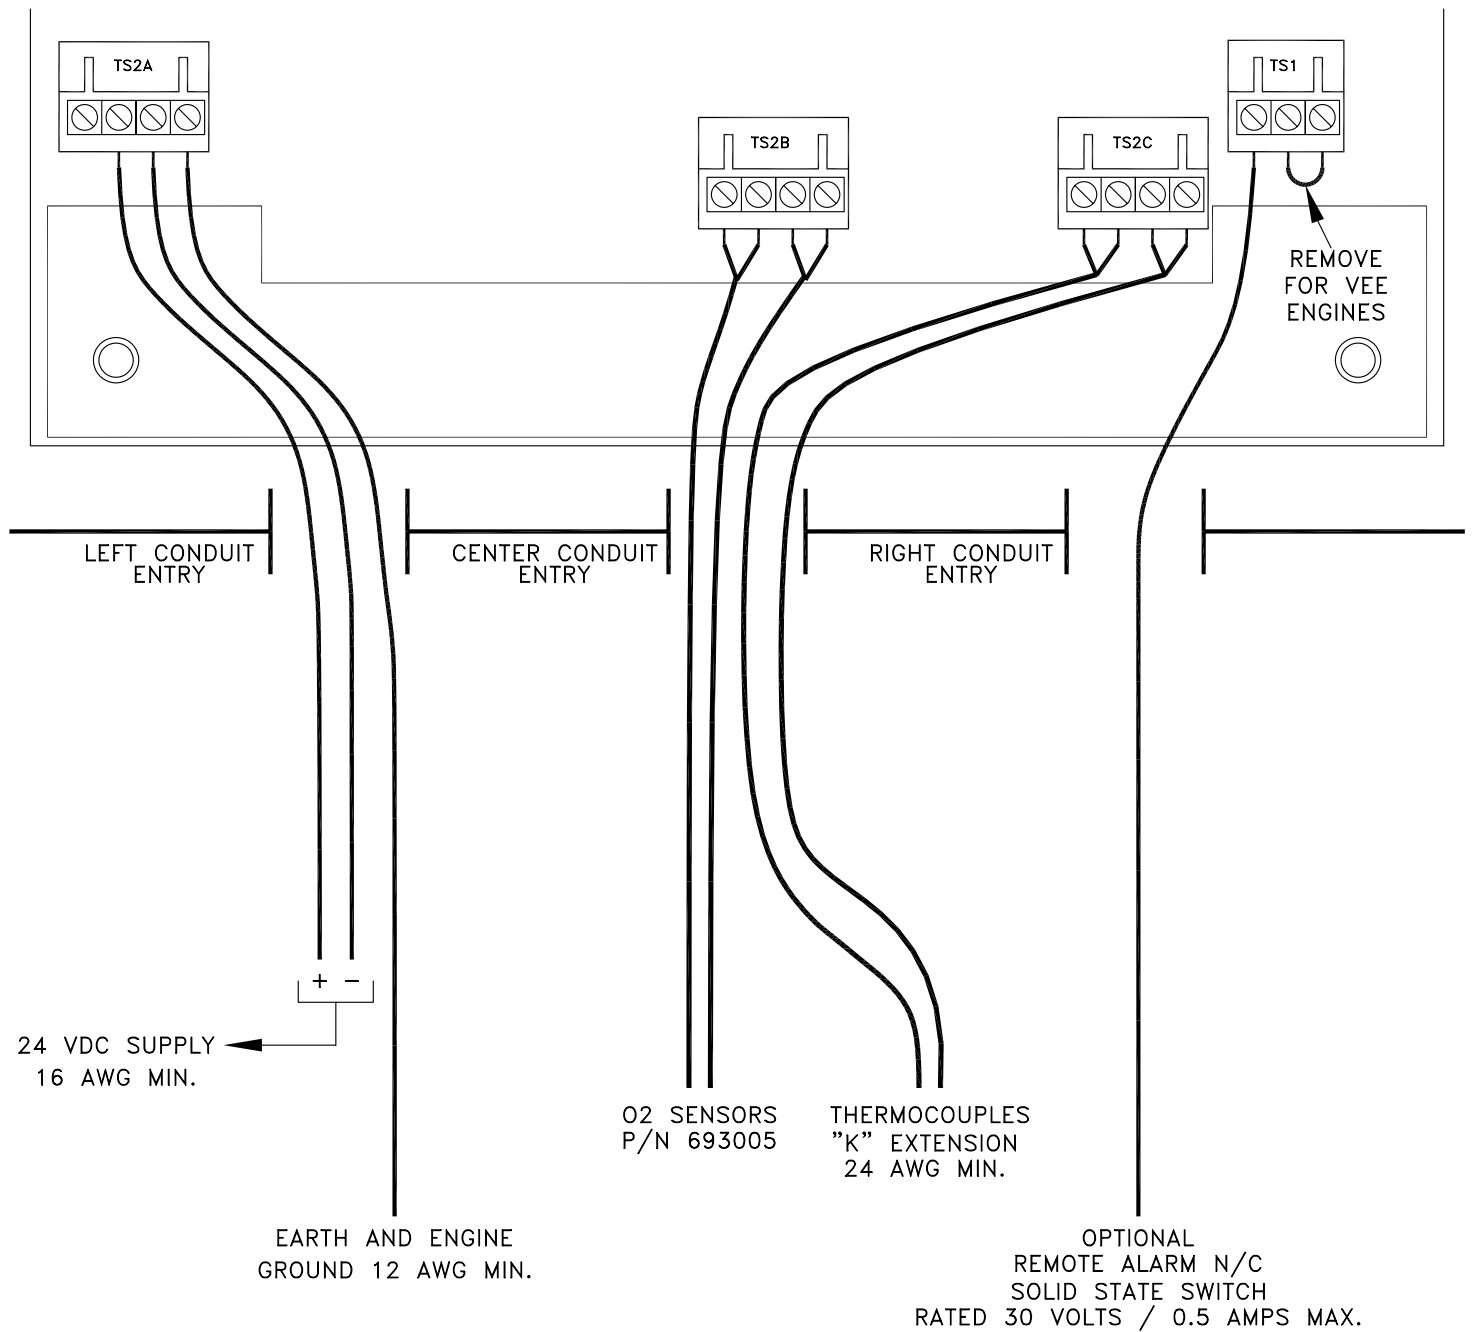 TS2A
TS1
TS2B
TS2C
REMOVE
FOR VEE
ENGINES
LEFT CONDUIT
ENTRY
CENTER CONDUIT
ENTRY
RIGHT CONDUIT
ENTRY
+ −
24 VDC SUPPLY
16 AWG MIN.
O2 SENSORS
P/N 693005
THERMOCOUPLES
"K" EXTENSION
24 AWG MIN.
EARTH AND ENGINE
GROUND 12 AWG MIN.
OPTIONAL
REMOTE ALARM N/C
SOLID STATE SWITCH
RATED 30 VOLTS / 0.5 AMPS MAX.